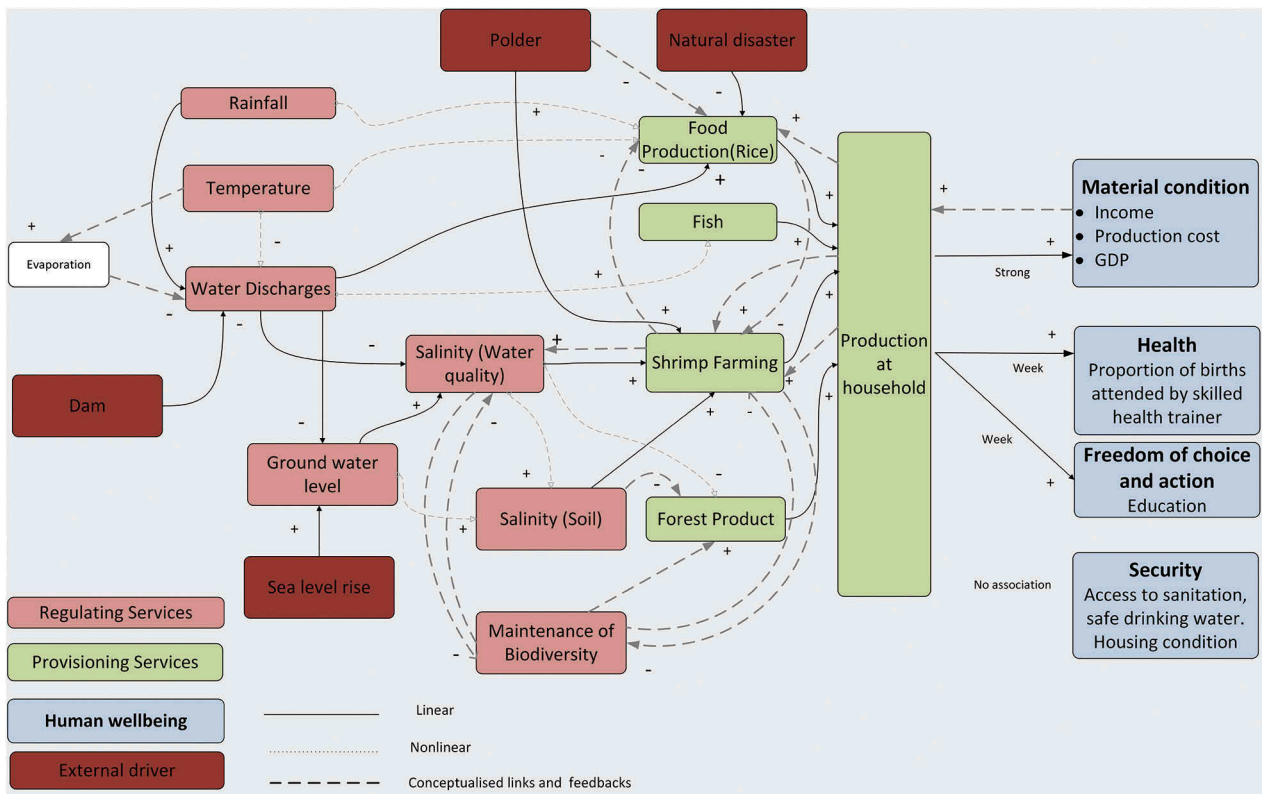 Polder
Natural disaster
-
-
Rainfall
+
+
Food
Production(Rice)
-
-
+
Temperature
+
+
Material condition
• Income
• Production cost
• GDP
+
+
Fish
-
+
+
Evaporation
+
+
Strong
Water Discharges
+
-
-
+
+
-
+
-
+
Salinity (Water
quality)
Shrimp Farming
Production
at
household
+
Week
Health
Proportion of births
attended by skilled
health trainer
Dam
+
+
+
+
-
+
-
-
Week
Freedom of choice
and action
Education
+
Ground water
level
+
-
-
Salinity (Soil)
Forest Product
+
+
+
Sea level rise
No association
Security
Access to sanitation,
safe drinking water.
Housing condition
Maintenance of
Biodiversity
-
-
Regulating Services
Provisioning Services
Human wellbeing
External driver
Linear
Nonlinear
Conceptualised links and feedbacks